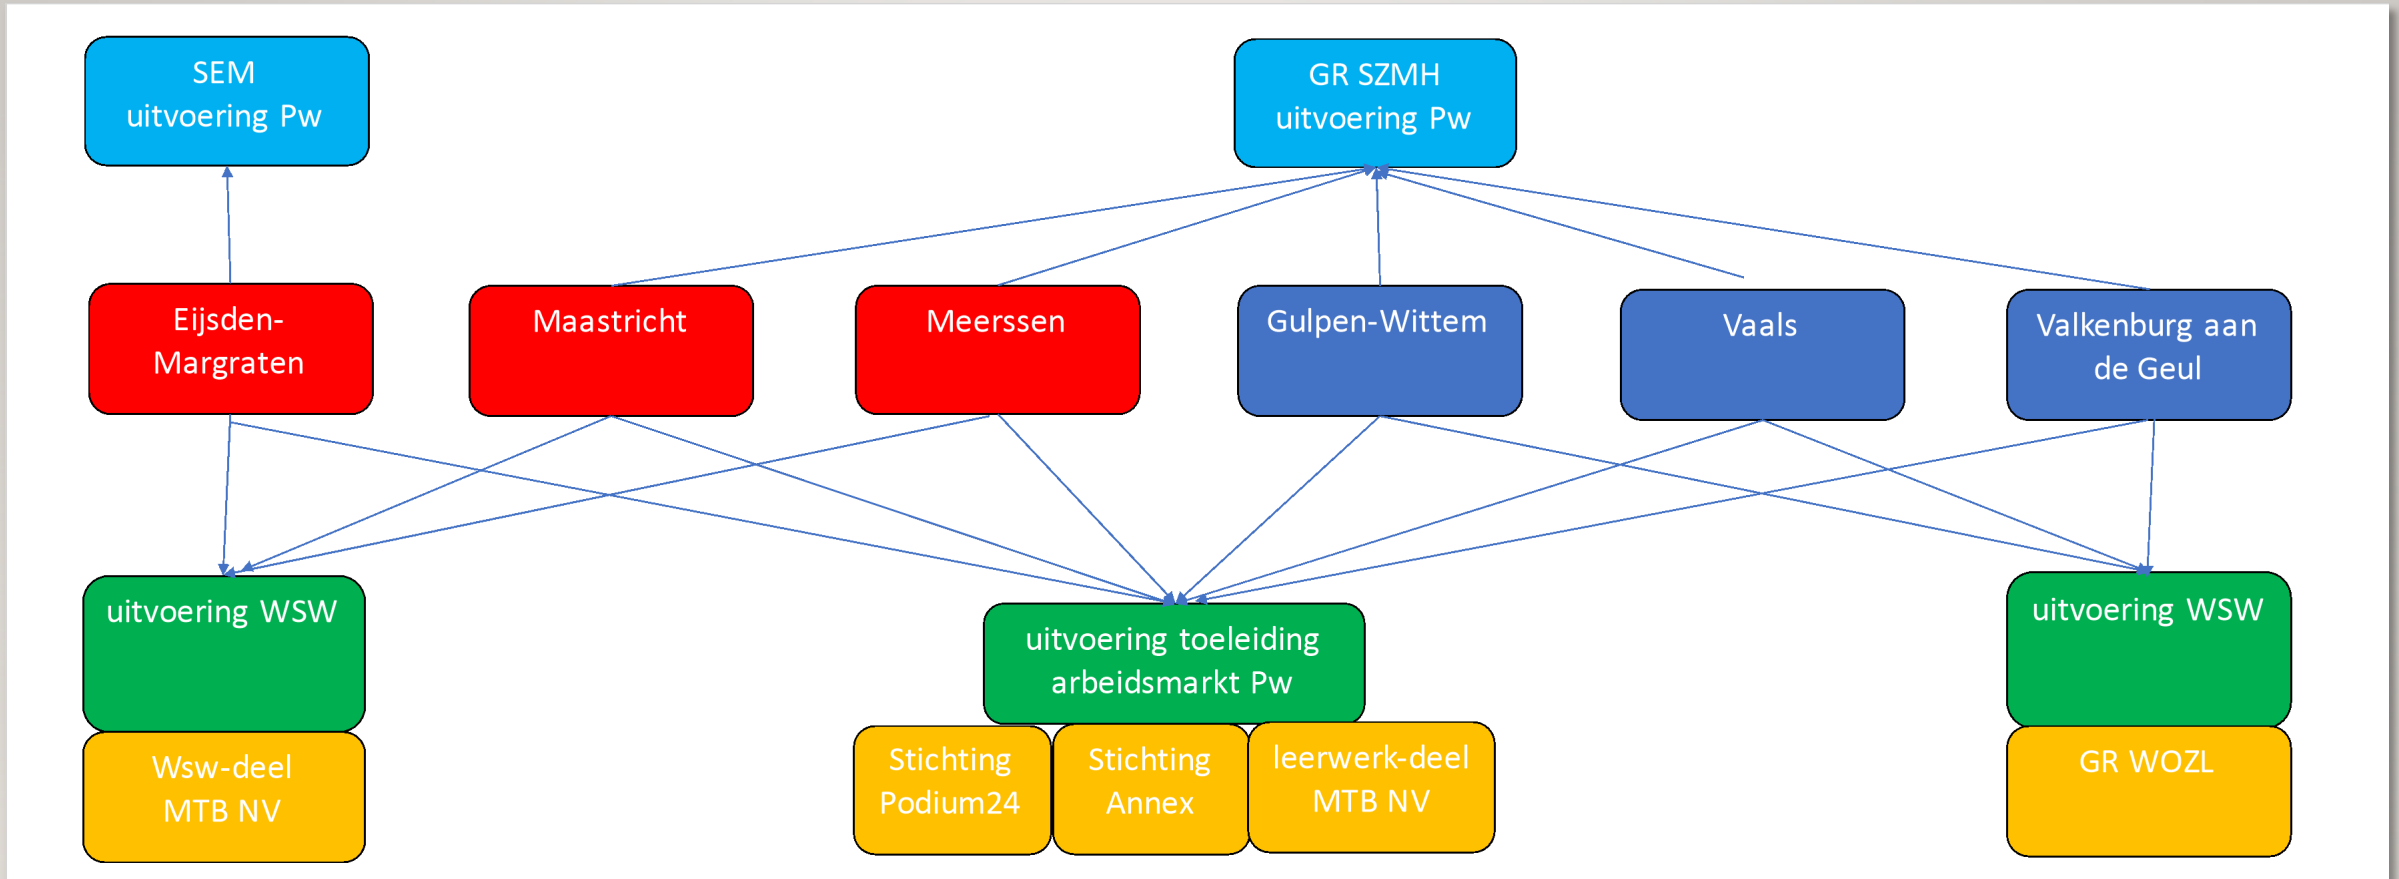 SEM
uitvoering Pw
GR SZMH
uitvoering Pw
Eijsden-
Margraten
Maastricht
Meerssen
Gulpen-Wittem
Vaals
Valkenburg aan
de Geul
uitvoering WSW
uitvoering toeleiding
arbeidsmarkt Pw
uitvoering WSW
Wsw-deel
MTB NV
Stichting
Podium24
Stichting
Annex
leerwerk-deel
MTB NV
GR WOZL